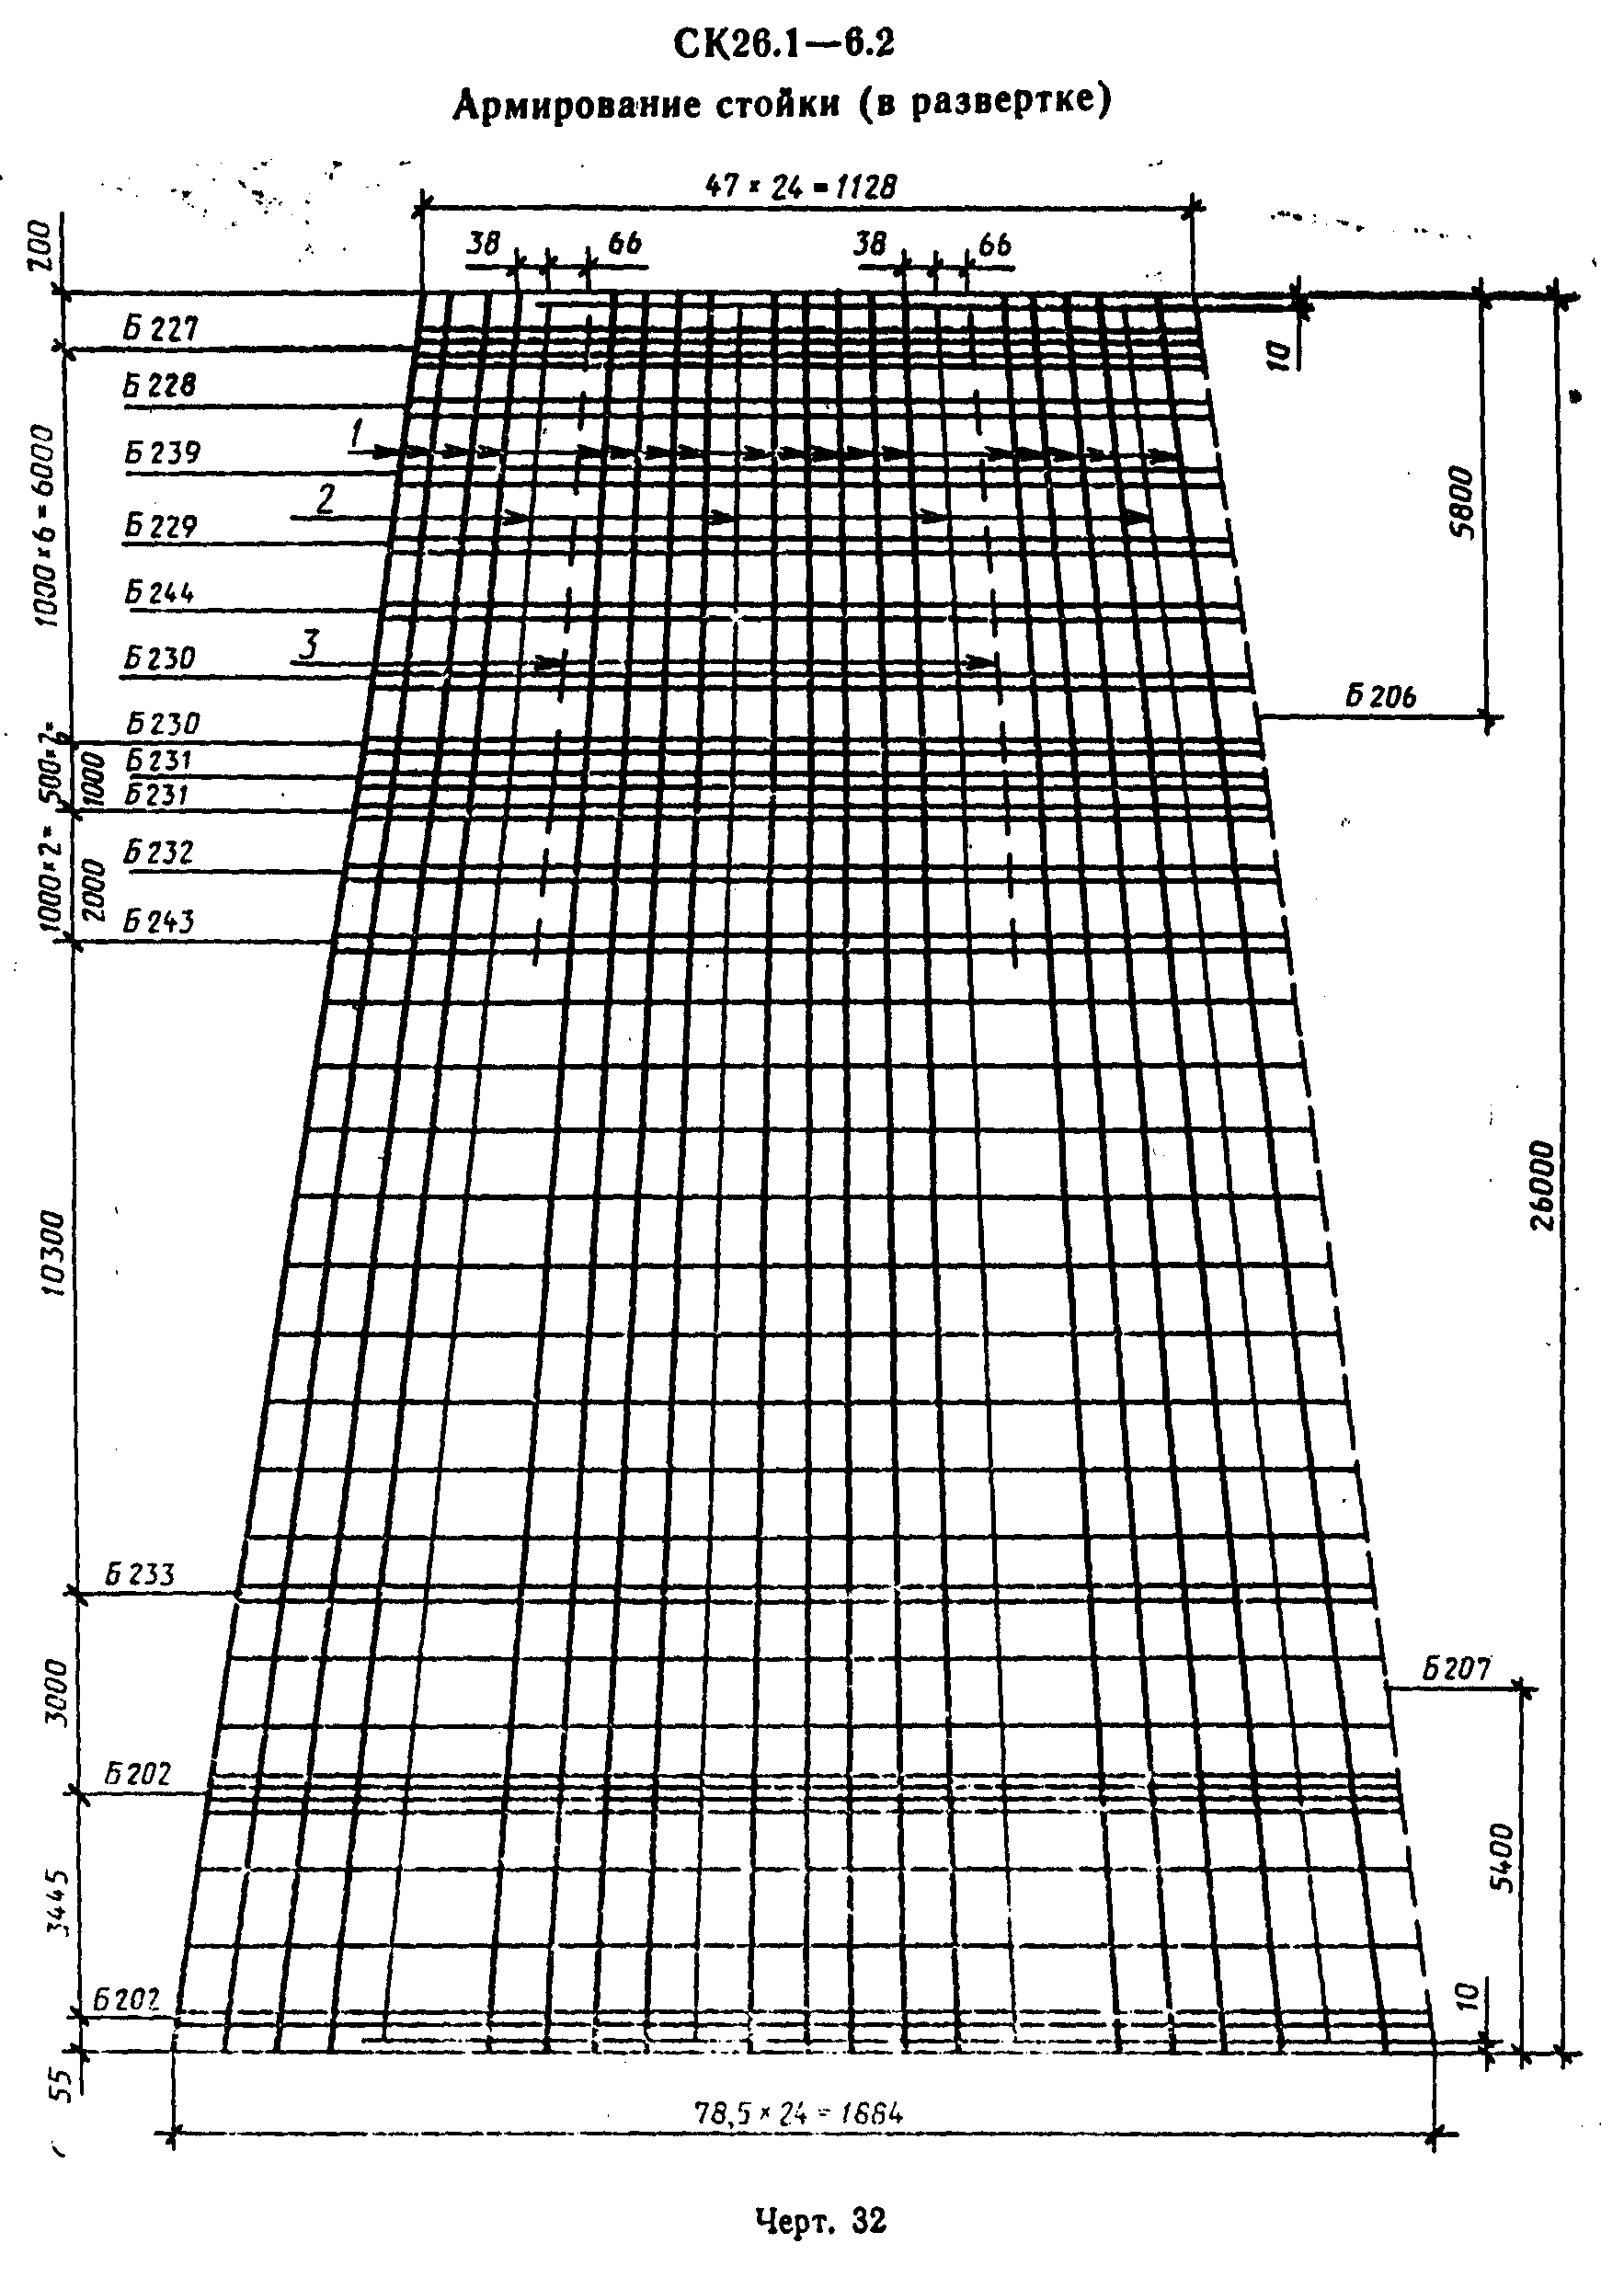 СК26.1—6.2
Армирование стойки (в развертке)
47 × 24 = 1128
38 66 38 66
200
Б 227
10
Б 228
1
Б 239
1000 × 6 = 6000
5800
2
Б 229
Б 244
3
Б 230
Б 206
Б 230
500×2=
1000
Б 231
Б 231
1000×2=
2000
Б 232
Б 243
26000
10300
Б 233
3000
Б 207
Б 202
3445
5400
Б 202
10
55
78,5 × 24 = 1884
Черт. 32